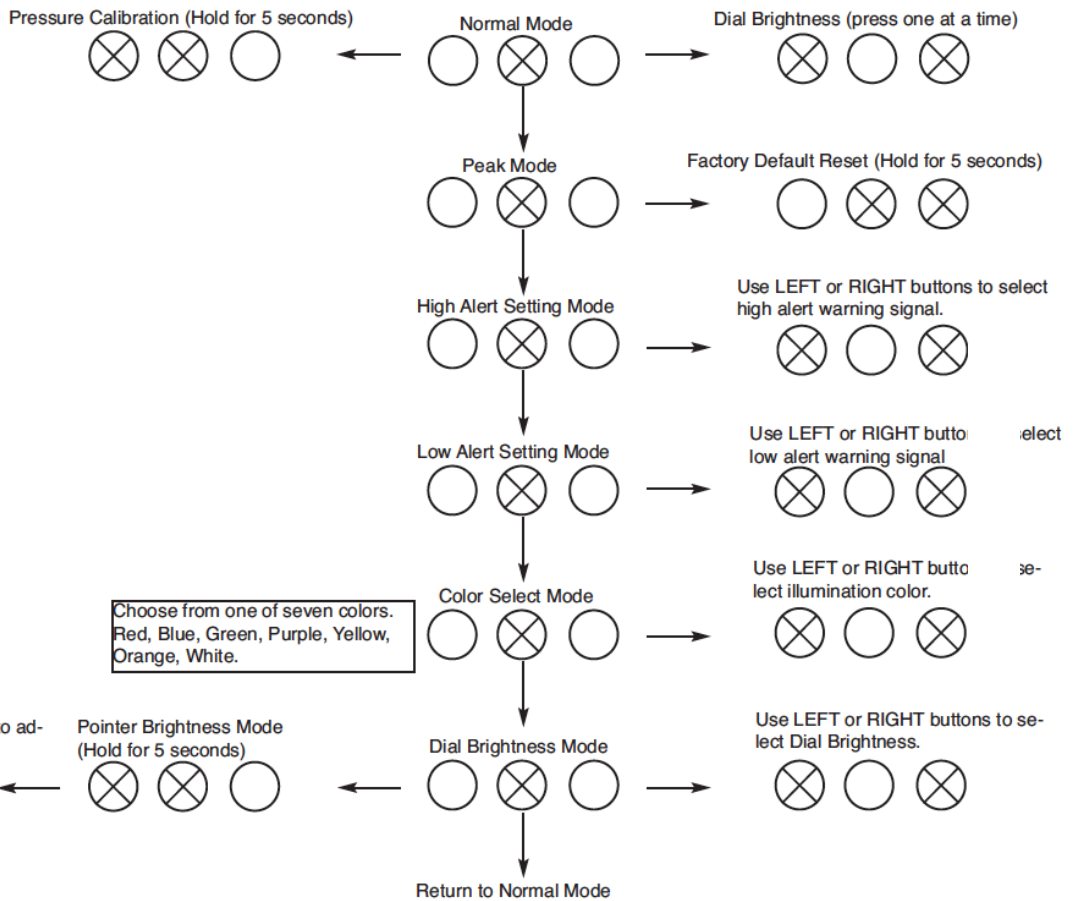 Pressure Calibration (Hold for 5 seconds)
Normal Mode
Dial Brightness (press one at a time)
Peak Mode
Factory Default Reset (Hold for 5 seconds)
High Alert Setting Mode
Use LEFT or RIGHT buttons to select
high alert warning signal.
Low Alert Setting Mode
Use LEFT or RIGHT
low alert warning signal
Color Select Mode
Choose from one of seven colors.
Red, Blue, Green, Purple, Yellow,
Orange, White.
Use LEFT or RIGHT
lect illumination color.
to ad-
Pointer Brightness Mode
(Hold for 5 seconds)
Dial Brightness Mode
Use LEFT or RIGHT buttons to se-
lect Dial Brightness.
Return to Normal Mode